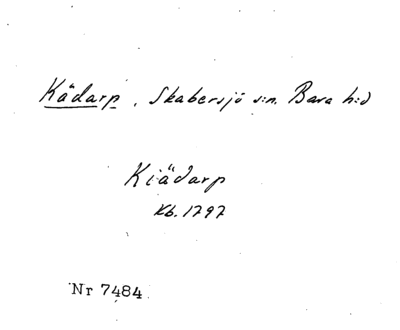 Kädarp, Skabersjö s:n. Bara h:d
Kiädarp
Kb. 1797
Nr 7484